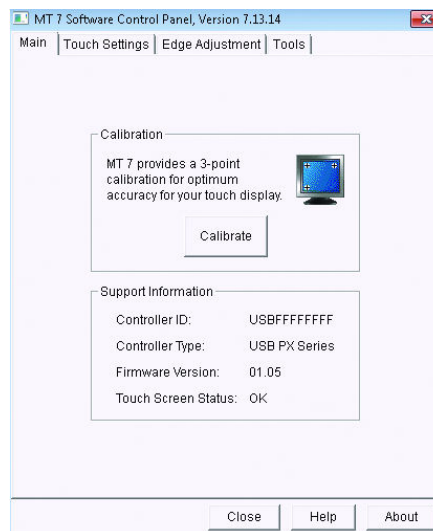 MT 7 Software Control Panel, Version 7.13.14
Main Touch Settings Edge Adjustment Tools
Calibration
MT 7 provides a 3-point
calibration for optimum
accuracy for your touch display.
Calibrate
Support Information
Controller ID: USBFFFFFFFF
Controller Type: USB PX Series
Firmware Version: 01.05
Touch Screen Status: OK
Close Help About